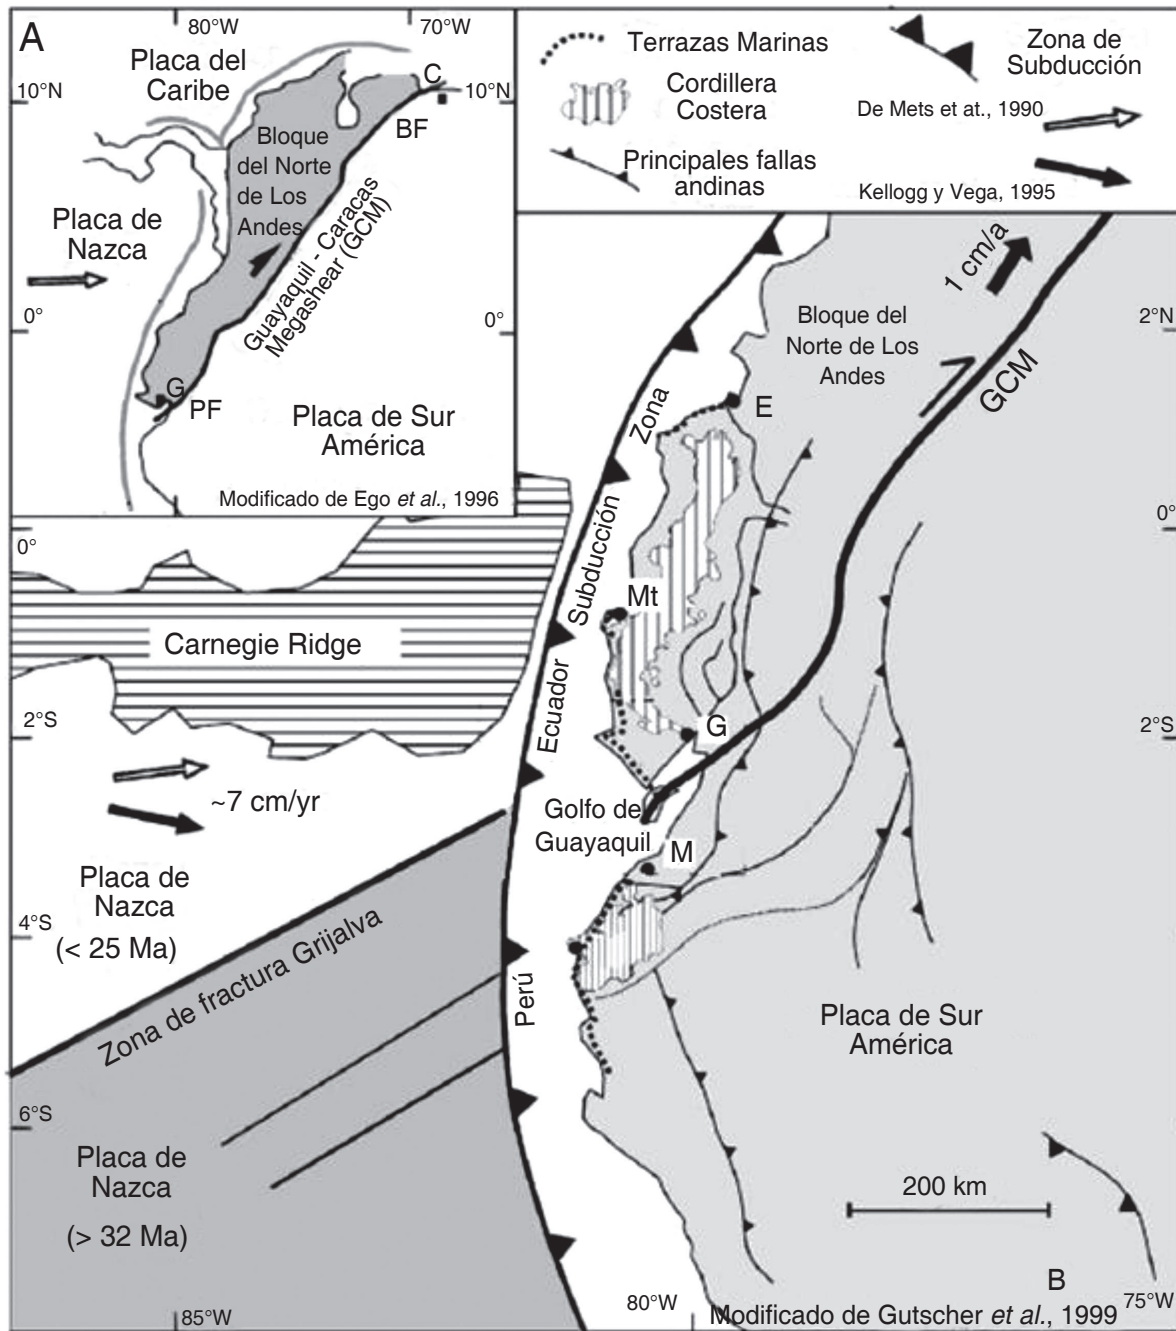 A
80°W
70°W
Placa del
Caribe
10°N
C
10°N
BF
Bloque
del Norte
de Los
Andes
Placa de
Nazca
Guayaquil - Caracas
Megashear (GCM)
0°
0°
G
PF
Placa de Sur
América
Modificado de Ego et al., 1996
Terrazas Marinas
Cordillera
Costera
Principales fallas
andinas
Zona de
Subducción
De Mets et at., 1990
Kellogg y Vega, 1995
1 cm/a
Bloque del
Norte de Los
Andes
GCM
2°N
E
Zona
Subducción
0°
0°
Mt
Carnegie Ridge
Ecuador
2°S
G
2°S
~7 cm/yr
Golfo de
Guayaquil
M
Placa de
Nazca
(< 25 Ma)
4°S
Zona de fractura Grijalva
Perú
Placa de Sur
América
6°S
Placa de
Nazca
(> 32 Ma)
200 km
B
85°W
80°W
75°W
Modificado de Gutscher et al., 1999